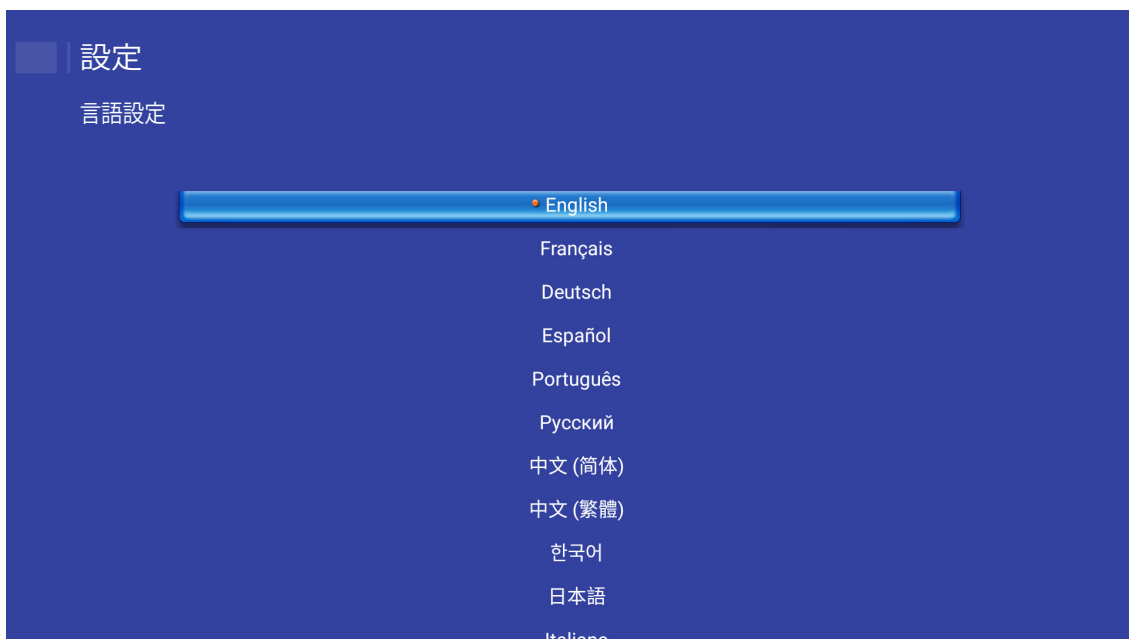 設定
言語設定
English
Français
Deutsch
Español
Português
Русский
中文 (简体)
中文 (繁體)
한국어
日本語
Italiano